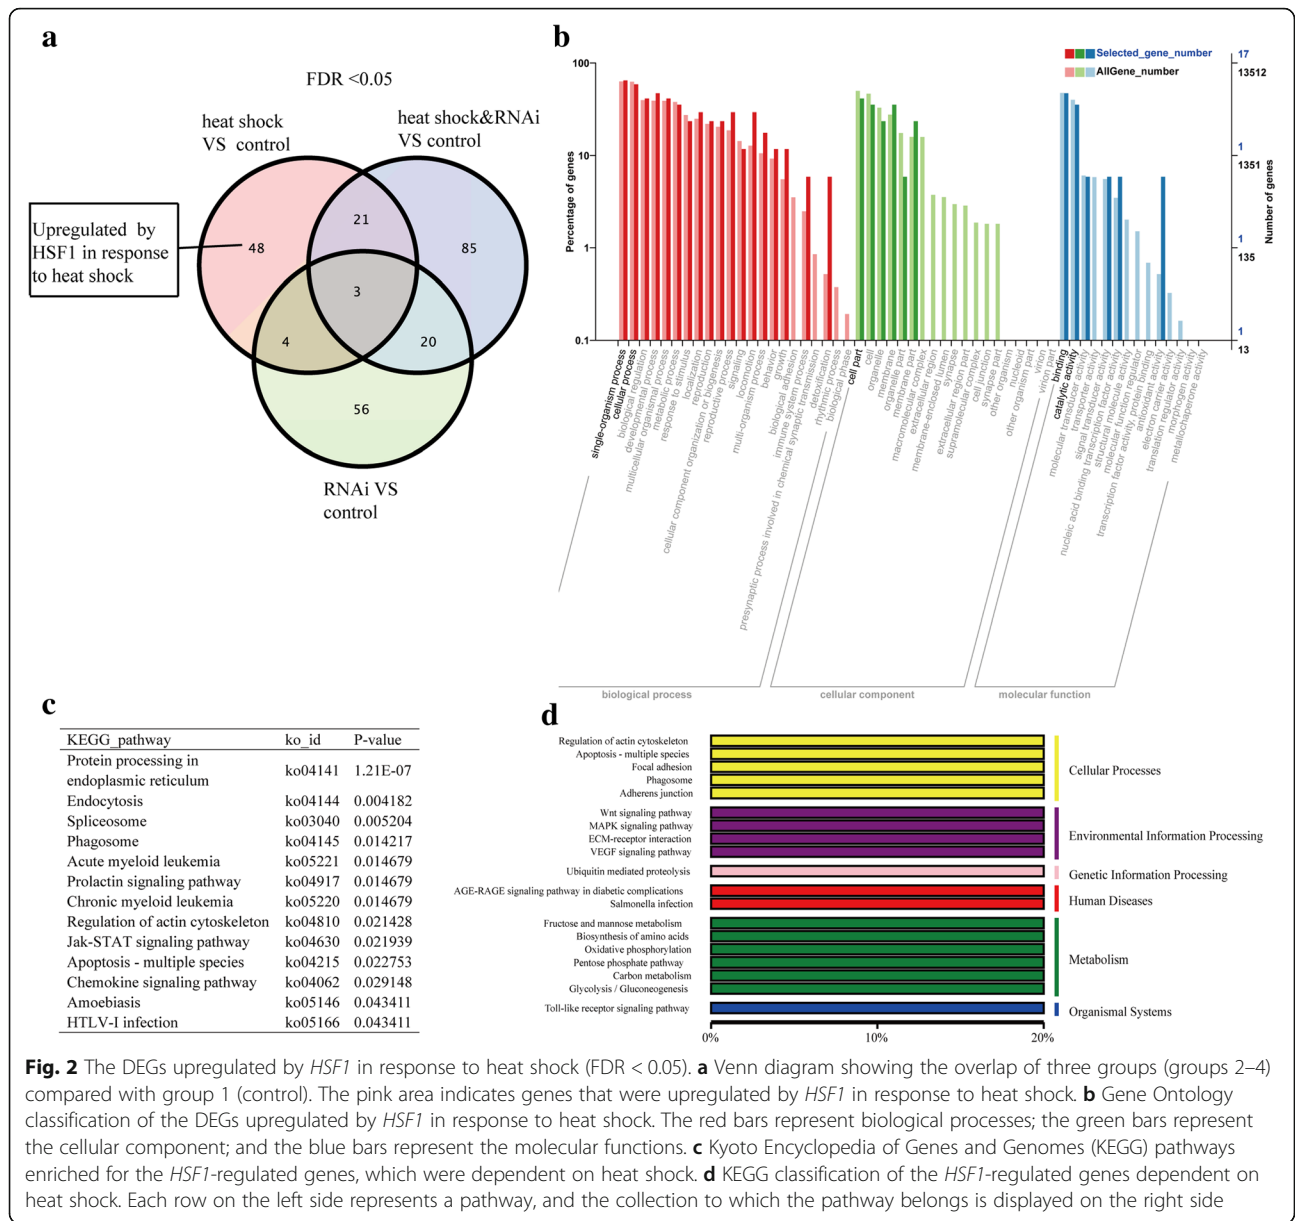 a
FDR <0.05
heat shock
VS control
heat shock&RNAi
VS control
Upregulated by
HSF1 in response
to heat shock
48
21
85
3
4
20
56
RNAi VS
control
b
Selected_gene_number
AllGene_number
Percentage of genes
100
10
1
0.1
17
13512
1
1351
1
135
1
13
Number of genes
single-organism process
cellular process
biological regulation
developmental process
multicellular organismal process
metabolic process
response to stimulus
localization
reproduction
cellular component organization or biogenesis
reproductive process
signaling
locomotion
multi-organism process
behavior
growth
biological adhesion
immune system process
presynaptic process involved in chemical synaptic transmission
detoxification
rhythmic process
biological phase
cell part
cell
organelle
membrane
organelle part
membrane part
macromolecular complex
extracellular region
membrane-enclosed lumen
synapse
extracellular region part
supramolecular complex
cell junction
synapse part
other organism
nucleoid
other organism part
virion
virion part
binding
catalytic activity
molecular transducer activity
transporter activity
signal transducer activity
nucleic acid binding transcription factor activity
structural molecule activity
molecular function regulator
transcription factor activity, protein binding
antioxidant activity
electron carrier activity
translation regulator activity
morphogen activity
metallochaperone activity
biological process
cellular component
molecular function
c
KEGG_pathway ko_id P-value
Protein processing in
endoplasmic reticulum ko04141 1.21E-07
Endocytosis ko04144 0.004182
Spliceosome ko03040 0.005204
Phagosome ko04145 0.014217
Acute myeloid leukemia ko05221 0.014679
Prolactin signaling pathway ko04917 0.014679
Chronic myeloid leukemia ko05220 0.014679
Regulation of actin cytoskeleton ko04810 0.021428
Jak-STAT signaling pathway ko04630 0.021939
Apoptosis - multiple species ko04215 0.022753
Chemokine signaling pathway ko04062 0.029148
Amoebiasis ko05146 0.043411
HTLV-I infection ko05166 0.043411
d
Regulation of actin cytoskeleton
Apoptosis - multiple species
Focal adhesion
Phagosome
Adherens junction
Cellular Processes
Wnt signaling pathway
MAPK signaling pathway
ECM-receptor interaction
VEGF signaling pathway
Environmental Information Processing
Ubiquitin mediated proteolysis
Genetic Information Processing
AGE-RAGE signaling pathway in diabetic complications
Salmonella infection
Human Diseases
Fructose and mannose metabolism
Biosynthesis of amino acids
Oxidative phosphorylation
Pentose phosphate pathway
Carbon metabolism
Glycolysis / Gluconeogenesis
Metabolism
Toll-like receptor signaling pathway
Organismal Systems
0% 10% 20%
Fig. 2 The DEGs upregulated by HSF1 in response to heat shock (FDR < 0.05). a Venn diagram showing the overlap of three groups (groups 2–4)
compared with group 1 (control). The pink area indicates genes that were upregulated by HSF1 in response to heat shock. b Gene Ontology
classification of the DEGs upregulated by HSF1 in response to heat shock. The red bars represent biological processes; the green bars represent
the cellular component; and the blue bars represent the molecular functions. c Kyoto Encyclopedia of Genes and Genomes (KEGG) pathways
enriched for the HSF1-regulated genes, which were dependent on heat shock. d KEGG classification of the HSF1-regulated genes dependent on
heat shock. Each row on the left side represents a pathway, and the collection to which the pathway belongs is displayed on the right side